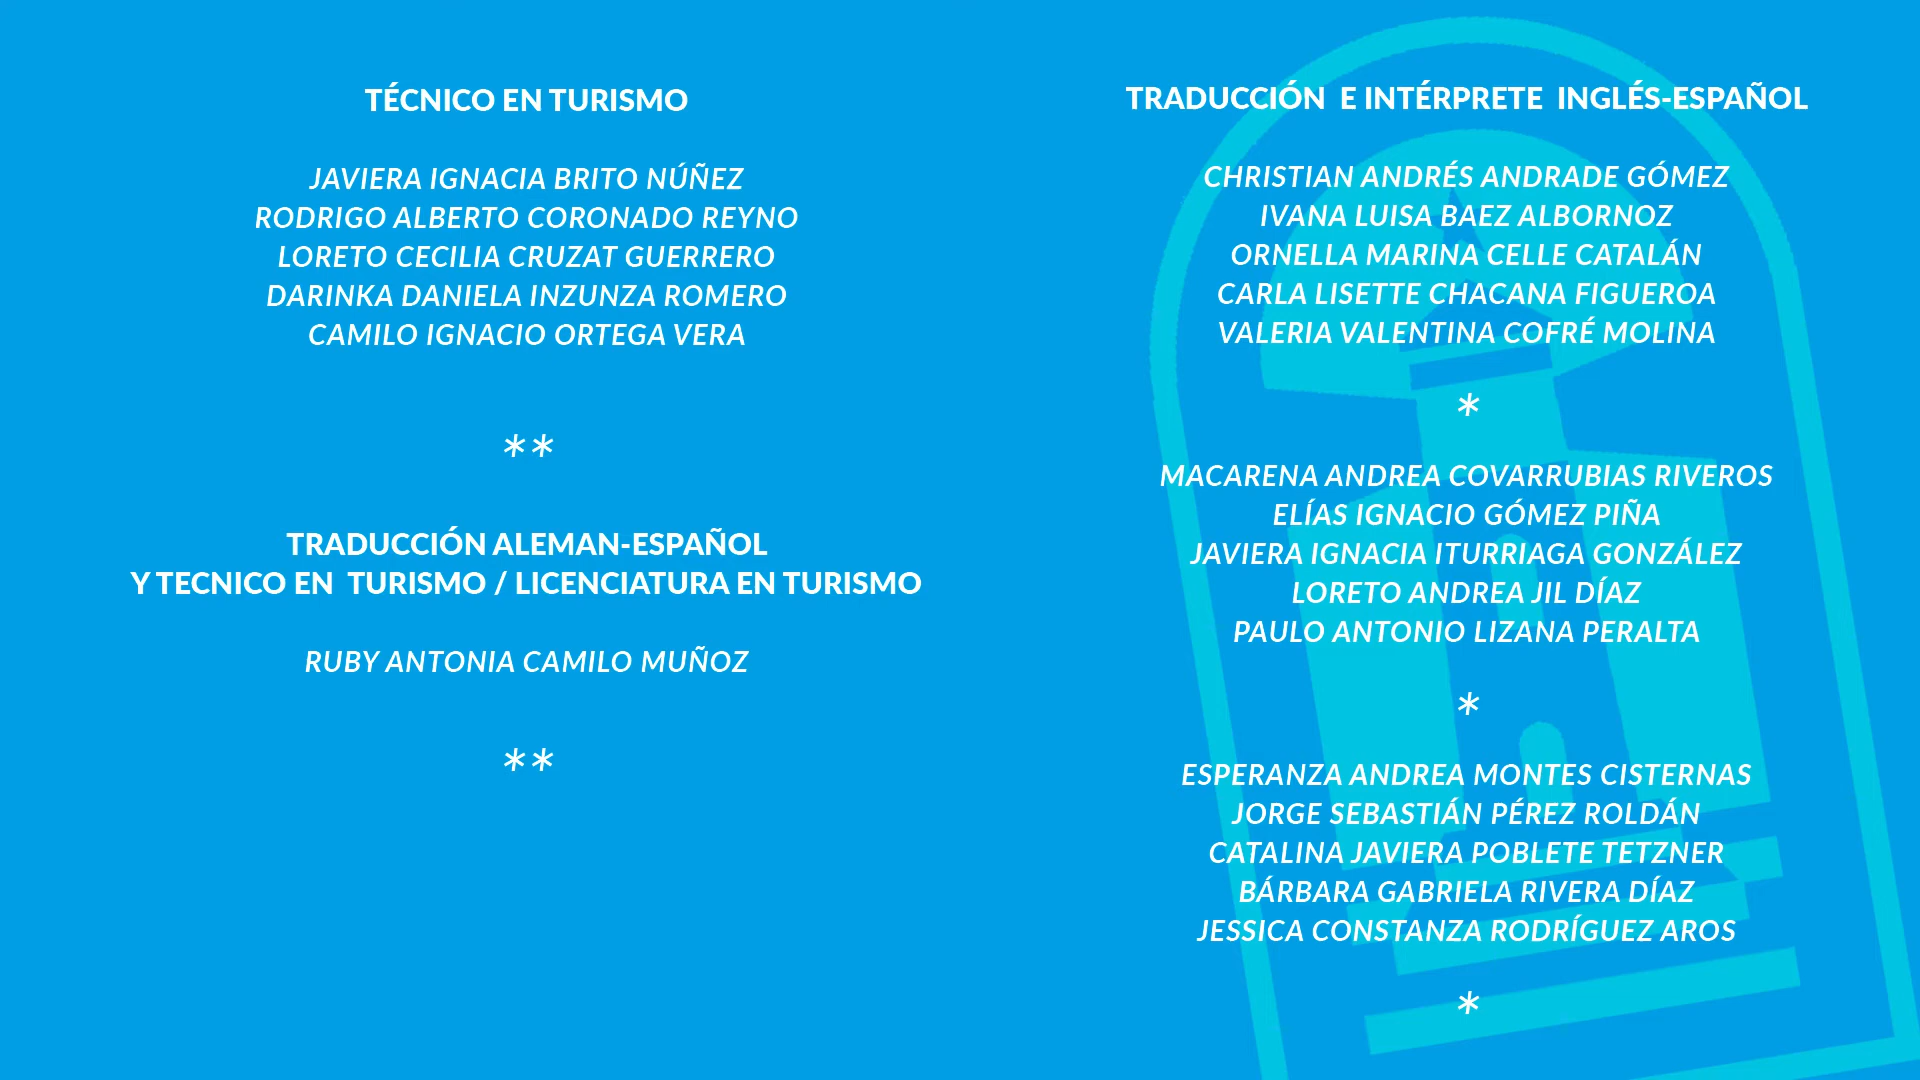 TÉCNICO EN TURISMO
JAVIERA IGNACIA BRITO NÚÑEZ
RODRIGO ALBERTO CORONADO REYNO
LORETO CECILIA CRUZAT GUERRERO
DARINKA DANIELA INZUNZA ROMERO
CAMILO IGNACIO ORTEGA VERA
**
TRADUCCIÓN ALEMAN-ESPAÑOL
Y TECNICO EN TURISMO / LICENCIATURA EN TURISMO
RUBY ANTONIA CAMILO MUÑOZ
**
TRADUCCIÓN E INTÉRPRETE INGLÉS-ESPAÑOL
CHRISTIAN ANDRÉS ANDRADE GÓMEZ
IVANA LUISA BAEZ ALBORNOZ
ORNELLA MARINA CELLE CATALÁN
CARLA LISETTE CHACANA FIGUEROA
VALERIA VALENTINA COFRÉ MOLINA
*
MACARENA ANDREA COVARRUBIAS RIVEROS
ELÍAS IGNACIO GÓMEZ PIÑA
JAVIERA IGNACIA ITURRIAGA GONZÁLEZ
LORETO ANDREA JIL DÍAZ
PAULO ANTONIO LIZANA PERALTA
*
ESPERANZA ANDREA MONTES CISTERNAS
JORGE SEBASTIÁN PÉREZ ROLDÁN
CATALINA JAVIERA POBLETE TETZNER
BÁRBARA GABRIELA RIVERA DÍAZ
JESSICA CONSTANZA RODRÍGUEZ AROS
*